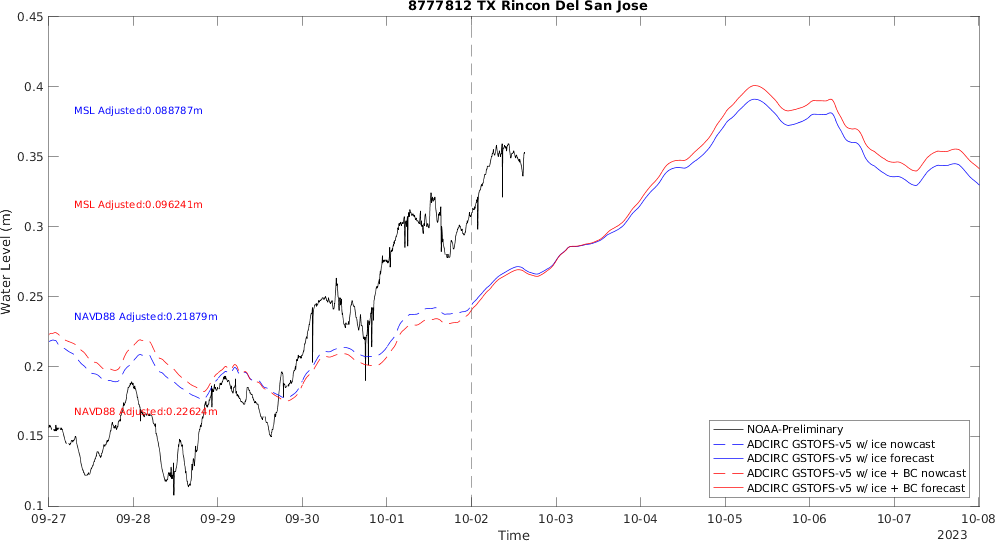 8777812 TX Rincon Del San Jose
0.45
0.4
0.35
0.3
0.25
0.2
0.15
0.1
Water Level (m)
MSL Adjusted:0.088787m
MSL Adjusted:0.096241m
NAVD88 Adjusted:0.21879m
NAVD88 Adjusted:0.22624m
NOAA-Preliminary
ADCIRC GSTOFS-v5 w/ ice nowcast
ADCIRC GSTOFS-v5 w/ ice forecast
ADCIRC GSTOFS-v5 w/ ice + BC nowcast
ADCIRC GSTOFS-v5 w/ ice + BC forecast
09-27 09-28 09-29 09-30 10-01 10-02 10-03 10-04 10-05 10-06 10-07 10-08
Time
2023